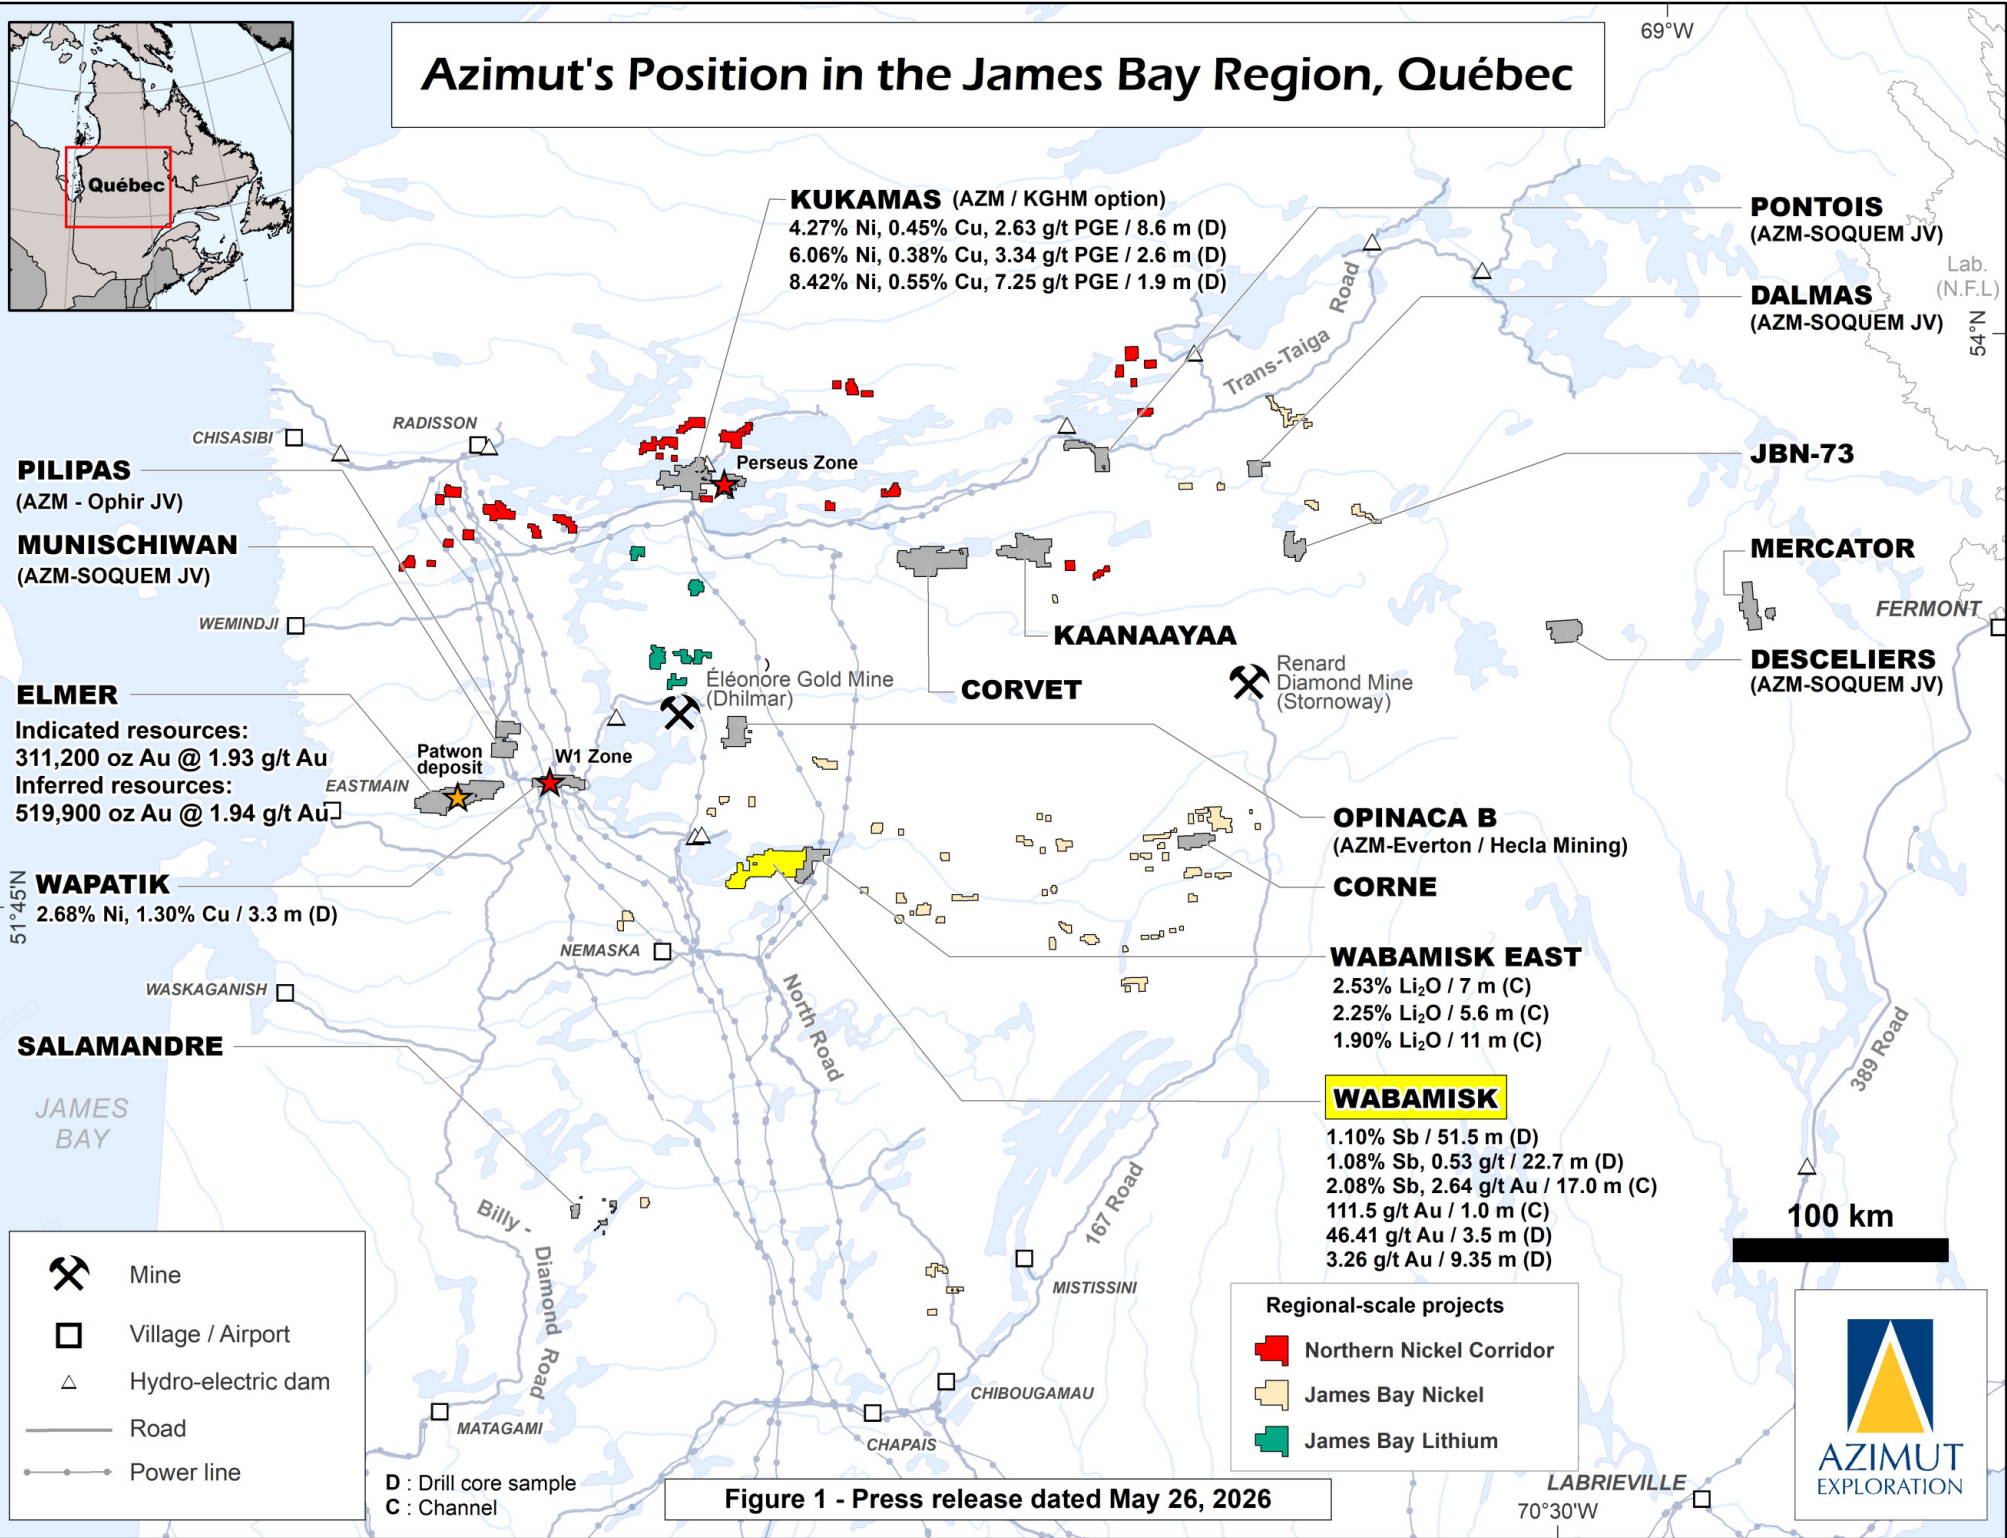 Azimut's Position in the James Bay Region, Québec
69°W
Québec
KUKAMAS (AZM / KGHM option)
4.27% Ni, 0.45% Cu, 2.63 g/t PGE / 8.6 m (D)
6.06% Ni, 0.38% Cu, 3.34 g/t PGE / 2.6 m (D)
8.42% Ni, 0.55% Cu, 7.25 g/t PGE / 1.9 m (D)
PONTOIS
(AZM-SOQUEM JV)
Lab.
(N.F.L)
DALMAS
(AZM-SOQUEM JV)
54°N
Trans-Taiga Road
CHISASIBI
RADISSON
PILIPAS
(AZM - Ophir JV)
Perseus Zone
JBN-73
MUNISCHIWAN
(AZM-SOQUEM JV)
MERCATOR
WEMINDJI
FERMONT
KAANAAYAA
DESCELIERS
(AZM-SOQUEM JV)
CORVET
Éléonore Gold Mine
(Dhilmar)
Renard
Diamond Mine
(Stornoway)
ELMER
Indicated resources:
311,200 oz Au @ 1.93 g/t Au
Inferred resources:
519,900 oz Au @ 1.94 g/t Au
Patwon
deposit
W1 Zone
EASTMAIN
OPINACA B
(AZM-Everton / Hecla Mining)
CORNE
WAPATIK
2.68% Ni, 1.30% Cu / 3.3 m (D)
51°45'N
NEMASKA
WABAMISK EAST
2.53% Li₂O / 7 m (C)
2.25% Li₂O / 5.6 m (C)
1.90% Li₂O / 11 m (C)
WASKAGANISH
North Road
SALAMANDRE
389 Road
JAMES
BAY
WABAMISK
1.10% Sb / 51.5 m (D)
1.08% Sb, 0.53 g/t / 22.7 m (D)
2.08% Sb, 2.64 g/t Au / 17.0 m (C)
111.5 g/t Au / 1.0 m (C)
46.41 g/t Au / 3.5 m (D)
3.26 g/t Au / 9.35 m (D)
167 Road
Billy - Diamond Road
100 km
MISTISSINI
Mine
Village / Airport
Hydro-electric dam
Road
Power line
Regional-scale projects
Northern Nickel Corridor
James Bay Nickel
James Bay Lithium
CHIBOUGAMAU
MATAGAMI
CHAPAIS
D : Drill core sample
C : Channel
Figure 1 - Press release dated May 26, 2026
LABRIEVILLE
70°30'W
AZIMUT
EXPLORATION